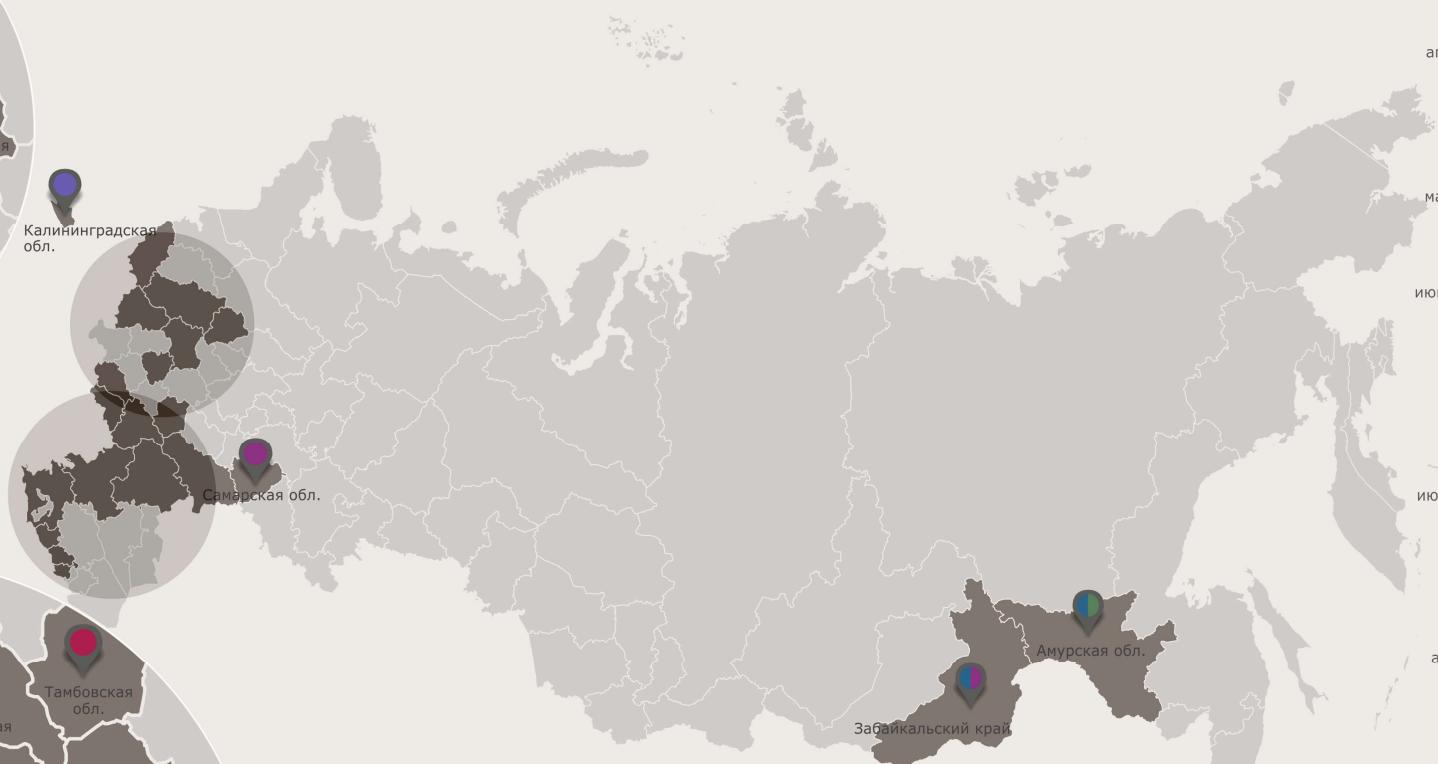 Калининградская
обл.
Самарская обл.
Амурская обл.
Тамбовская
обл.
Забайкальский край